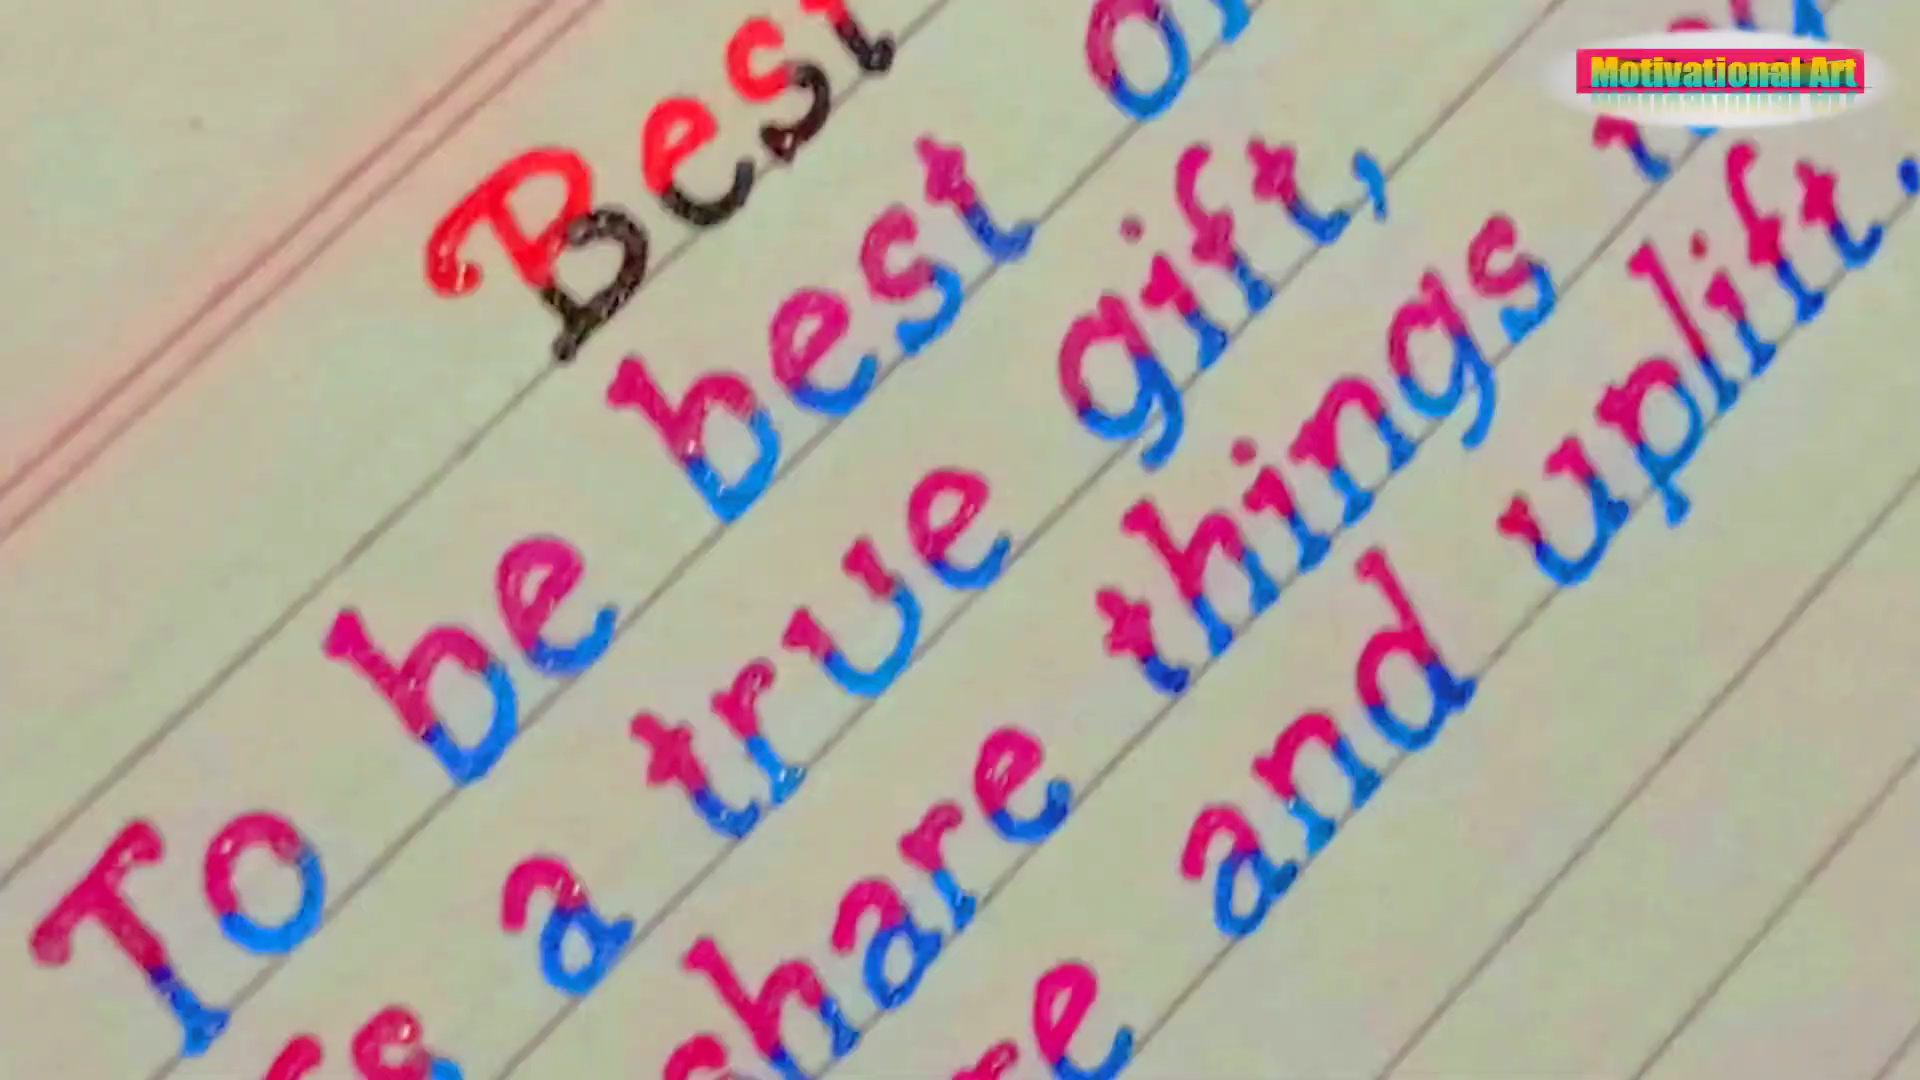 Best
To be best
a true gift,
share things
and uplift.
Motivational Art